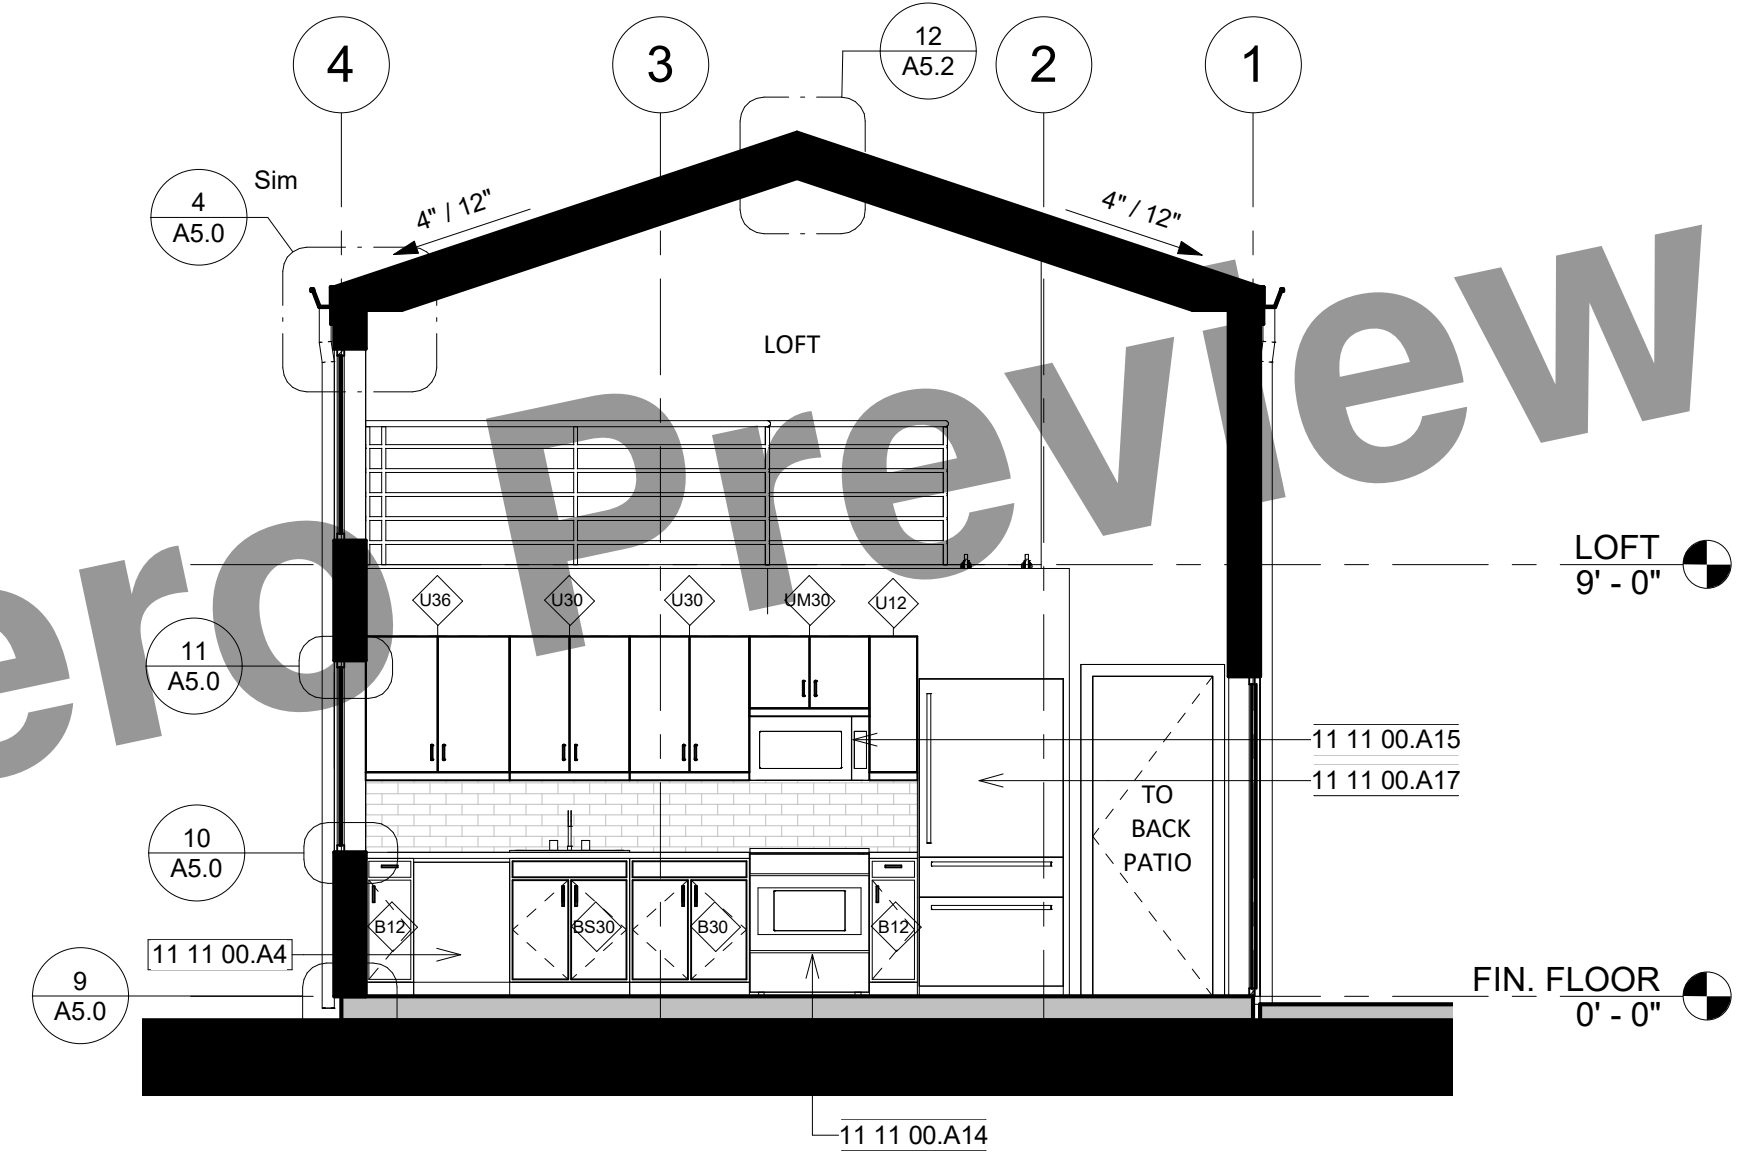 4
3
12
A5.2
2
1
Sim
4
A5.0
4" / 12"
4" / 12"
LOFT
ero Preview
LOFT
9' - 0"
U36
U30
U30
UM30
U12
11
A5.0
11 11 00.A15
11 11 00.A17
TO
BACK
PATIO
10
A5.0
B12
BS30
B30
B12
11 11 00.A4
9
A5.0
FIN. FLOOR
0' - 0"
11 11 00.A14